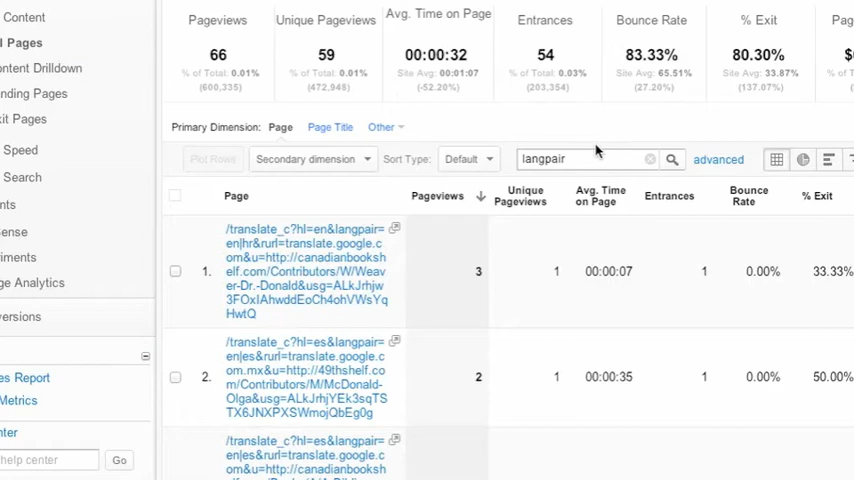 Content
l Pages
ontent Drilldown
nding Pages
xit Pages
Speed
Search
nts
Sense
riments
ge Analytics
versions
es Report
Metrics
nter
help center
Go
Pageviews
66
% of Total: 0.01%
(600,335)
Unique Pageviews
59
% of Total: 0.01%
(472,948)
Avg. Time on Page
00:00:32
Site Avg: 00:01:07
(-52.20%)
Entrances
54
% of Total: 0.03%
(203,354)
Bounce Rate
83.33%
Site Avg: 65.51%
(27.20%)
% Exit
80.30%
Site Avg: 33.87%
(137.07%)
Pag
$
% of T
Primary Dimension: Page Page Title Other
Plot Rows Secondary dimension Sort Type: Default langpair advanced
Page Pageviews Unique Pageviews Avg. Time on Page Entrances Bounce Rate % Exit
1.
/translate_c?hl=en&langpair=
en|hr&rurl=translate.google.c
om&u=http://canadianbooksh
elf.com/Contributors/W/Weav
er-Dr.-Donald&usg=ALkJrhjw
3FOxIAhwddEoCh4ohVWsYq
HwtQ
3 1 00:00:07 1 0.00% 33.33%
2.
/translate_c?hl=es&langpair=
en|es&rurl=translate.google.c
om.mx&u=http://49thshelf.co
m/Contributors/M/McDonald-
Olga&usg=ALkJrhjYEk3sqTS
TX6JNXPXSWmojQbEg0g
2 1 00:00:35 1 0.00% 50.00%
/translate_c?hl=es&langpair=
en|es&rurl=translate.google.c
om&u=http://canadianbooksh